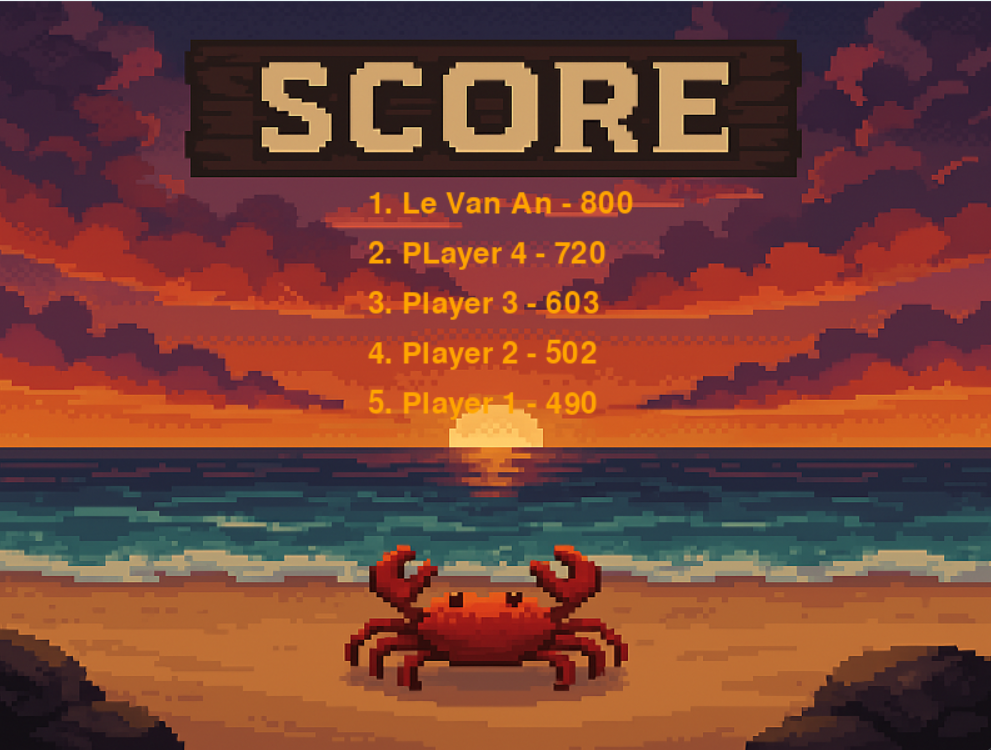 SCORE
1. Le Van An - 800
2. PLayer 4 - 720
3. Player 3 - 603
4. Player 2 - 502
5. Player 1 - 490